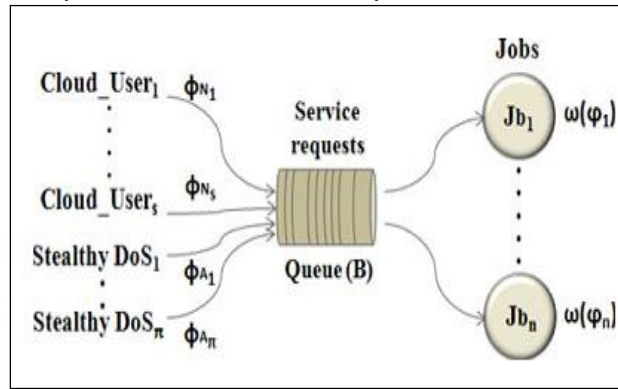 Jobs
Cloud_User₁
ϕN₁
Service
requests
Jb₁
ω(φ₁)
Cloud_Userₛ
ϕNₛ
Stealthy DoS₁
ϕA₁
Queue (B)
Stealthy DoSπ
ϕAπ
Jbₙ
ω(φₙ)